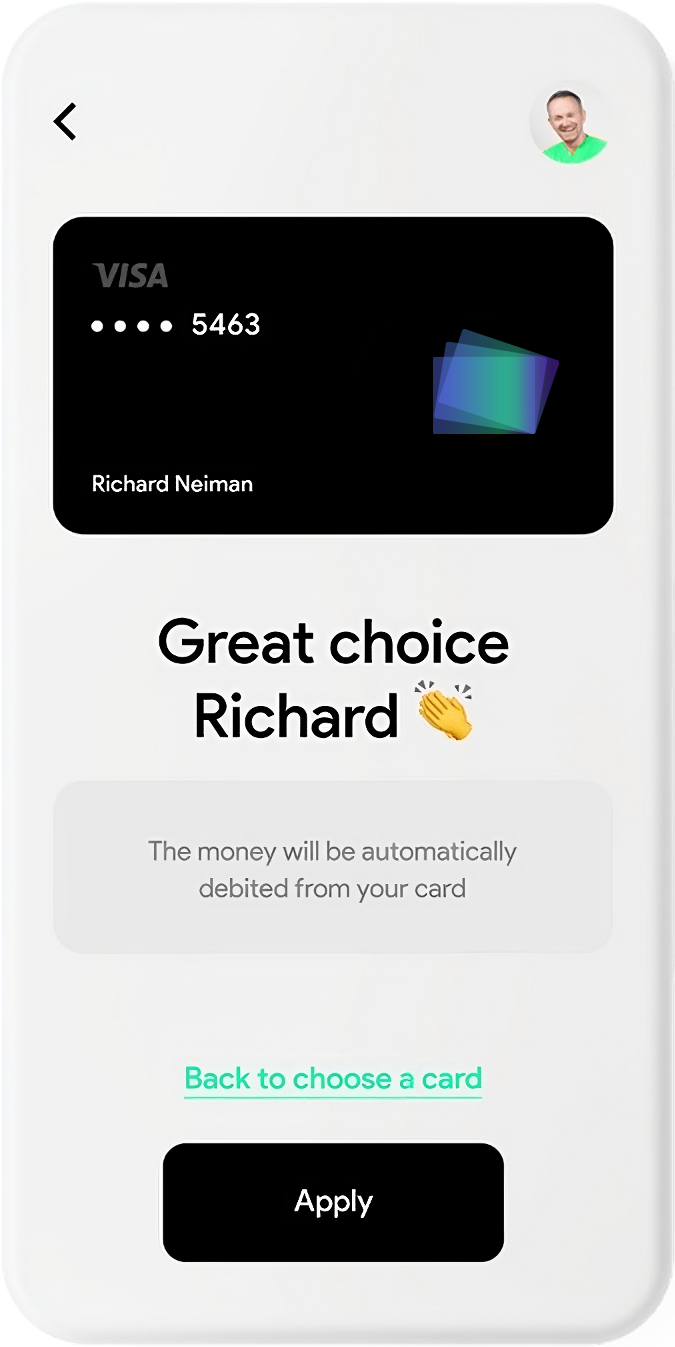 VISA
•••• 5463
Richard Neiman
Great choice
Richard 👏
The money will be automatically
debited from your card
Back to choose a card
Apply